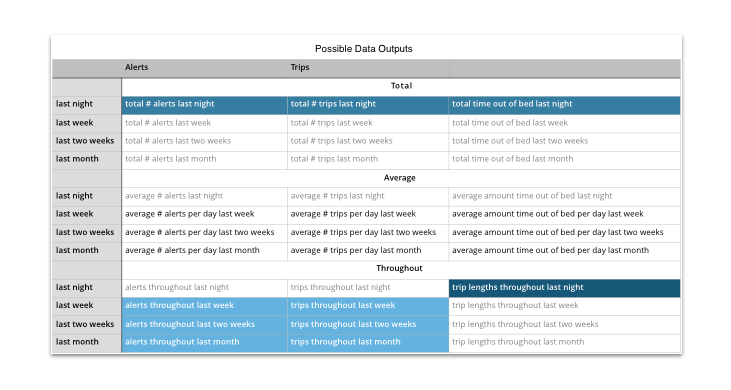 Possible Data Outputs
Alerts Trips
Total
last night total # alerts last night total # trips last night total time out of bed last night
last week total # alerts last week total # trips last week total time out of bed last week
last two weeks total # alerts last two weeks total # trips last two weeks total time out of bed last two weeks
last month total # alerts last month total # trips last month total time out of bed last month
Average
last night average # alerts last night average # trips last night average amount time out of bed last night
last week average # alerts per day last week average # trips per day last week average amount time out of bed per day last week
last two weeks average # alerts per day last two weeks average # trips per day last two weeks average amount time out of bed per day last two weeks
last month average # alerts per day last month average # trips per day last month average amount time out of bed per day last month
Throughout
last night alerts throughout last night trips throughout last night trip lengths throughout last night
last week alerts throughout last week trips throughout last week trip lengths throughout last week
last two weeks alerts throughout last two weeks trips throughout last two weeks trip lengths throughout last two weeks
last month alerts throughout last month trips throughout last month trip lengths throughout last month